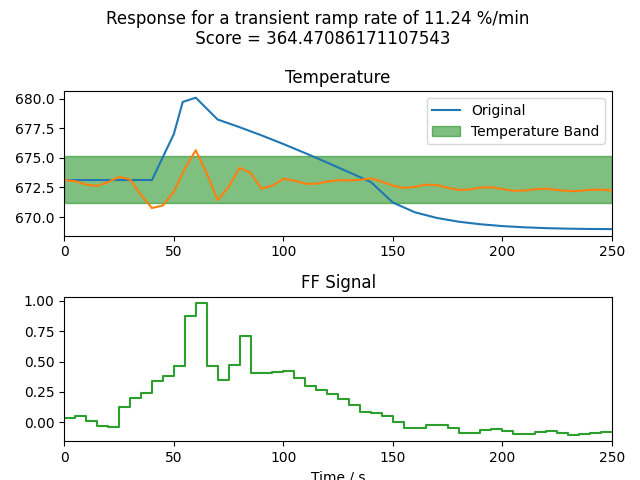 Response for a transient ramp rate of 11.24 %/min
Score = 364.47086171107543
Temperature
680.0
677.5
675.0
672.5
670.0
Original
Temperature Band
0 50 100 150 200 250
FF Signal
1.00
0.75
0.50
0.25
0.00
0 50 100 150 200 250
Time / s